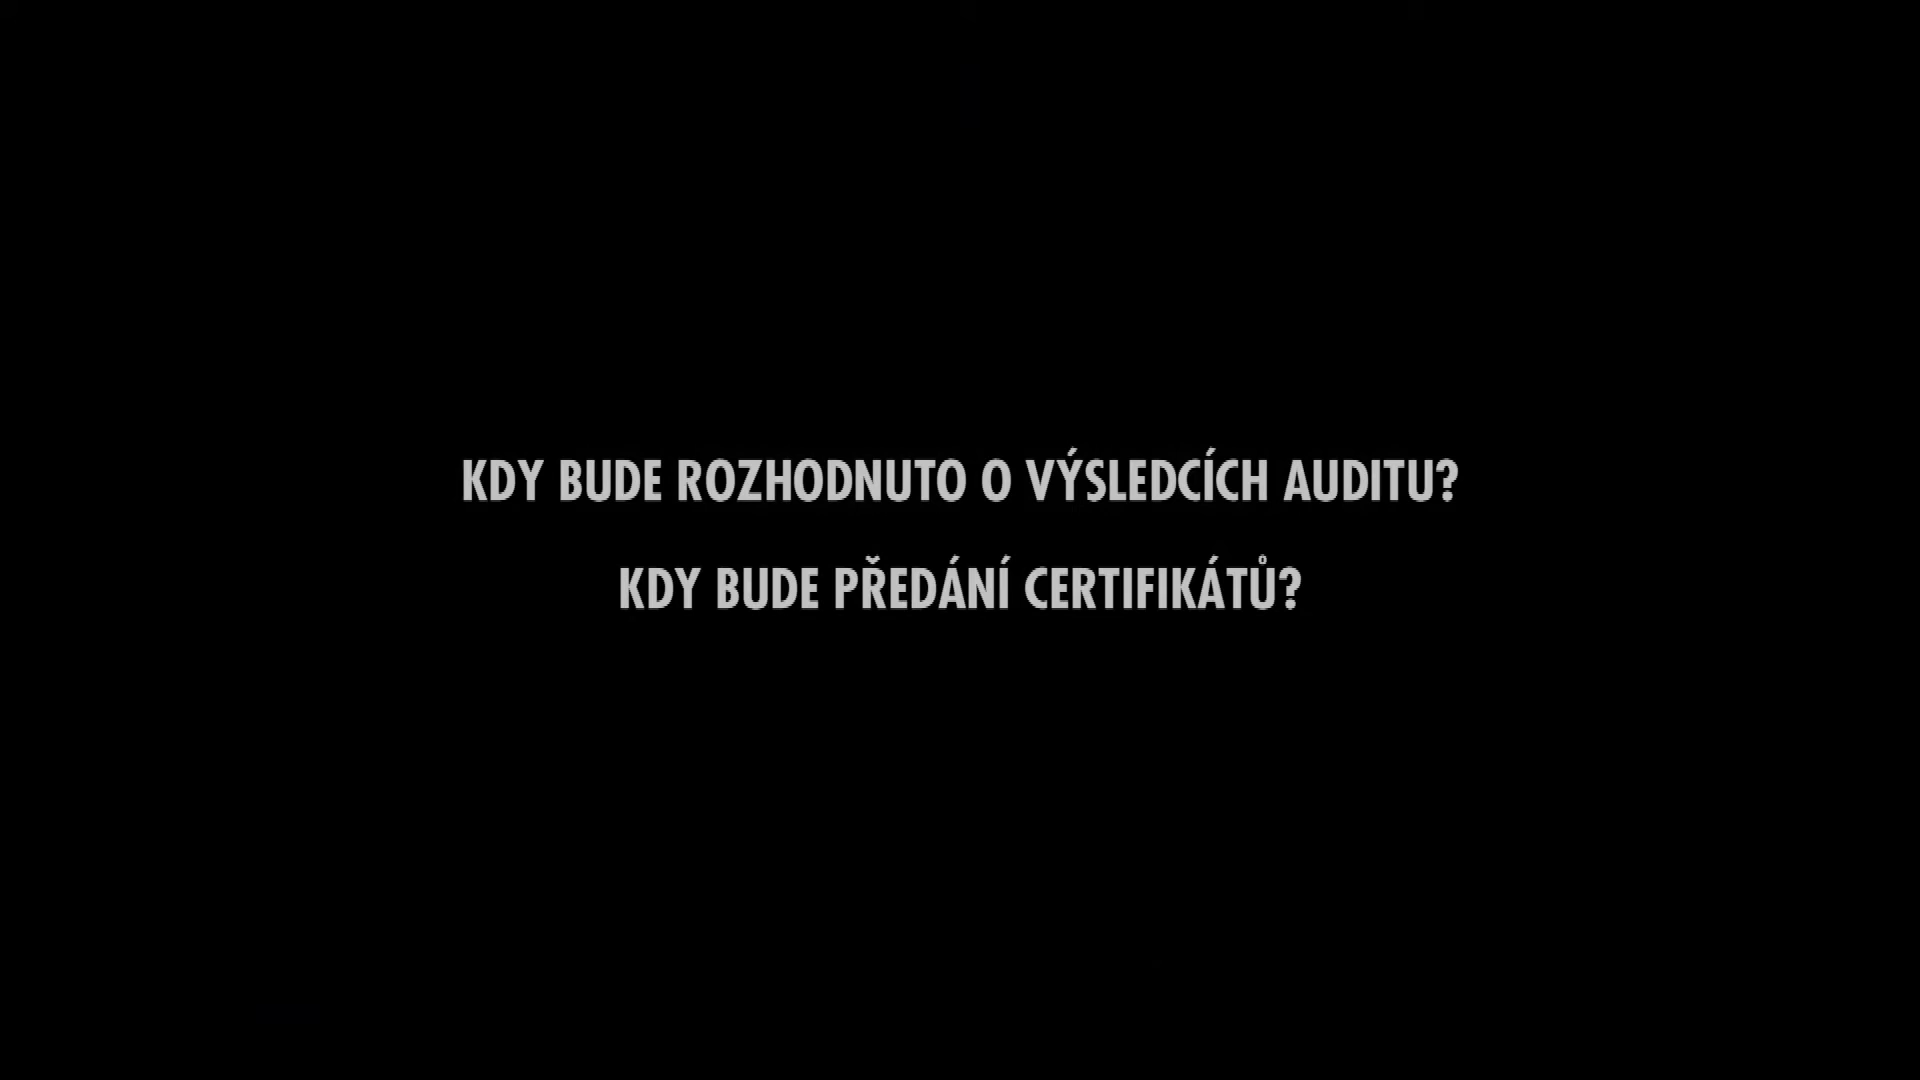 KDY BUDE ROZHODNUTO O VÝSLEDCÍCH AUDITU?
KDY BUDE PŘEDÁNÍ CERTIFIKÁTŮ?